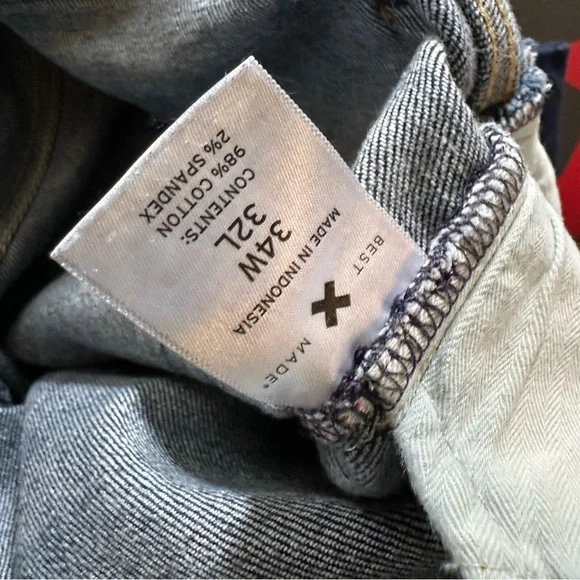 BEST MADE®
MADE IN INDONESIA
34W
32L
CONTENTS:
98% COTTON
2% SPANDEX